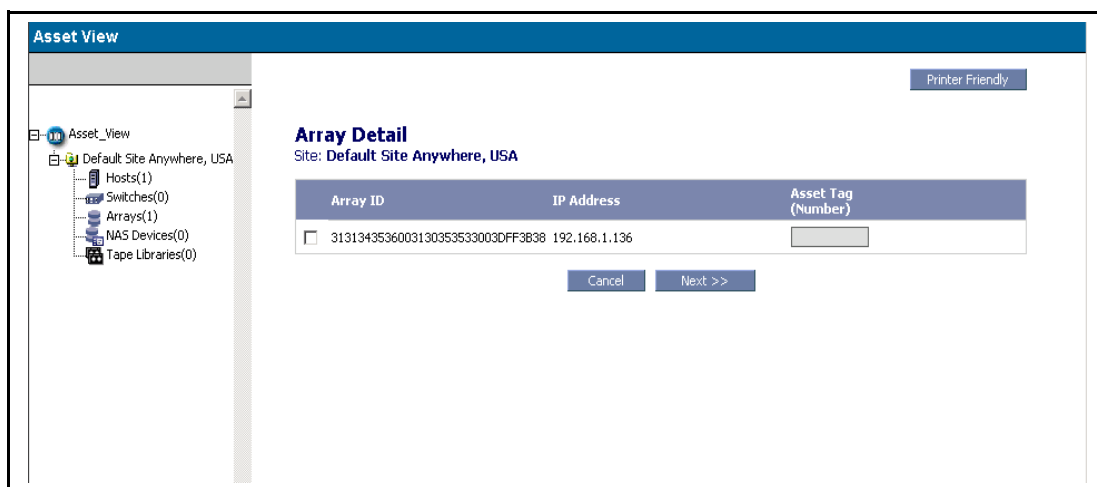 Asset View
Printer Friendly
Asset_View
Default Site Anywhere, USA
Hosts(1)
Switches(0)
Arrays(1)
NAS Devices(0)
Tape Libraries(0)
Array Detail
Site: Default Site Anywhere, USA
Array ID IP Address Asset Tag
(Number)
3131343536003130353533003DFF3B38 192.168.1.136
Cancel Next >>